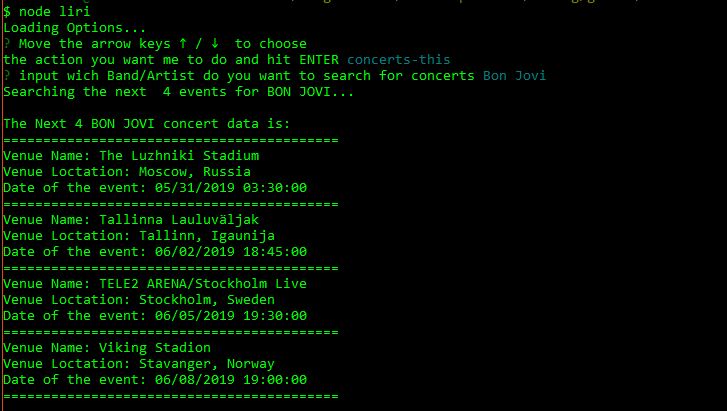 $ node liri
Loading Options...
? Move the arrow keys ↑ / ↓  to choose
the action you want me to do and hit ENTER concerts-this
? input wich Band/Artist do you want to search for concerts Bon Jovi
Searching the next  4 events for BON JOVI...
The Next 4 BON JOVI concert data is:
==========================================
Venue Name: The Luzhniki Stadium
Venue Loctation: Moscow, Russia
Date of the event: 05/31/2019 03:30:00
==========================================
Venue Name: Tallinna Lauluväljak
Venue Loctation: Tallinn, Igaunija
Date of the event: 06/02/2019 18:45:00
==========================================
Venue Name: TELE2 ARENA/Stockholm Live
Venue Loctation: Stockholm, Sweden
Date of the event: 06/05/2019 19:30:00
==========================================
Venue Name: Viking Stadion
Venue Loctation: Stavanger, Norway
Date of the event: 06/08/2019 19:00:00
==========================================